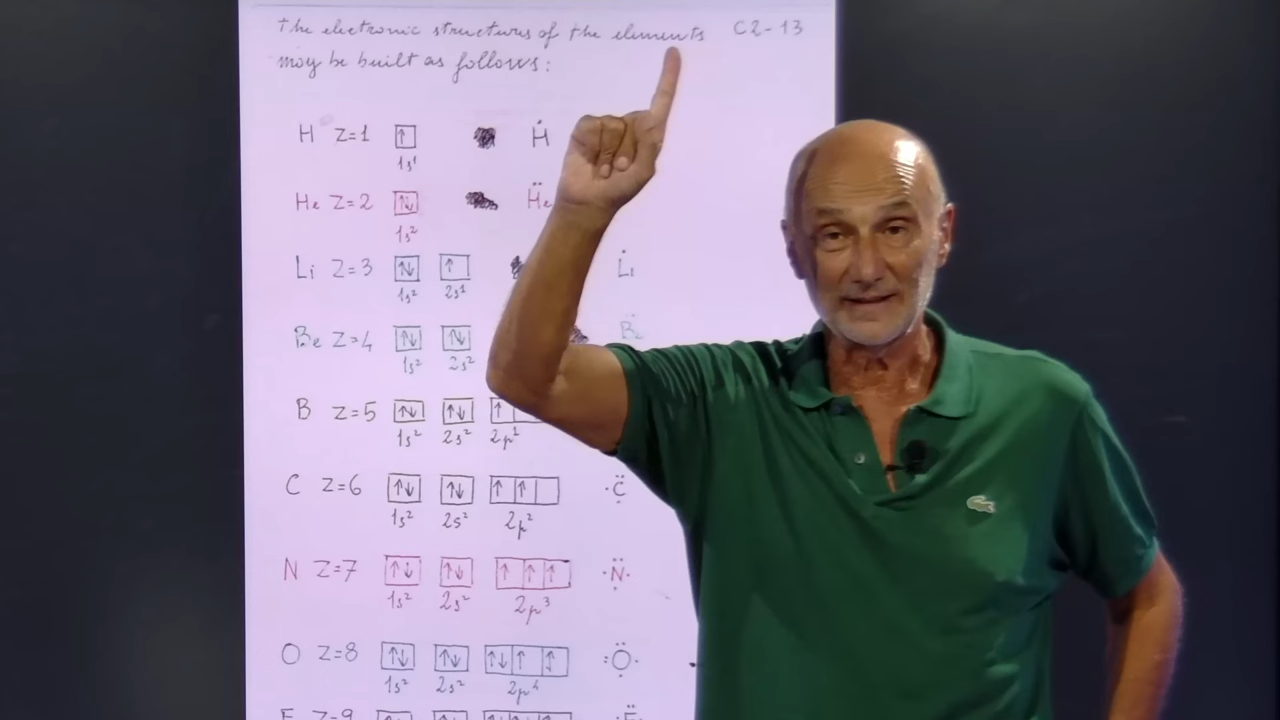 The electronic structures of the elements C2-13
may be built as follows:
H Z=1 ↑ Ḣ
1s¹
He Z=2 ↑↓ Ḧe
1s²
Li Z=3 ↑↓ ↑ L̇i
1s² 2s¹
Be Z=4 ↑↓ ↑↓ B̈e
1s² 2s²
B Z=5 ↑↓ ↑↓ ↑
1s² 2s² 2p¹
C Z=6 ↑↓ ↑↓ ↑ ↑ ·C̣̈
1s² 2s² 2p²
N Z=7 ↑↓ ↑↓ ↑ ↑ ↑ ·Ṇ̈·
1s² 2s² 2p³
O Z=8 ↑↓ ↑↓ ↑↓ ↑ ↑ :Ọ̈·
1s² 2s² 2p⁴
F Z=9